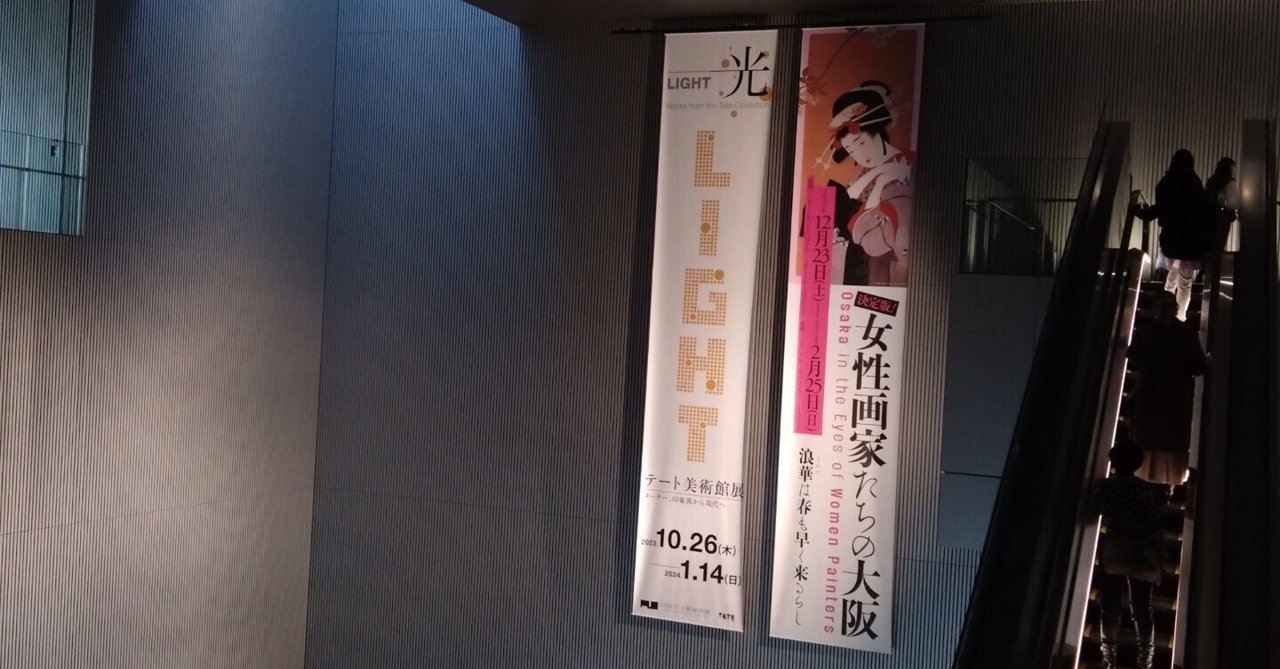 LIGHT 光
Works from the Tate Collection
LIGHT
テート美術館展
ターナー、印象派から現代へ
2023.10.26(木)
2024.1.14(日)
TATE
12月23日(土)
2月25日(日)
決定版!
女性画家たちの大阪
Osaka in the Eyes of Women Painters
浪華は春も早く来るらし